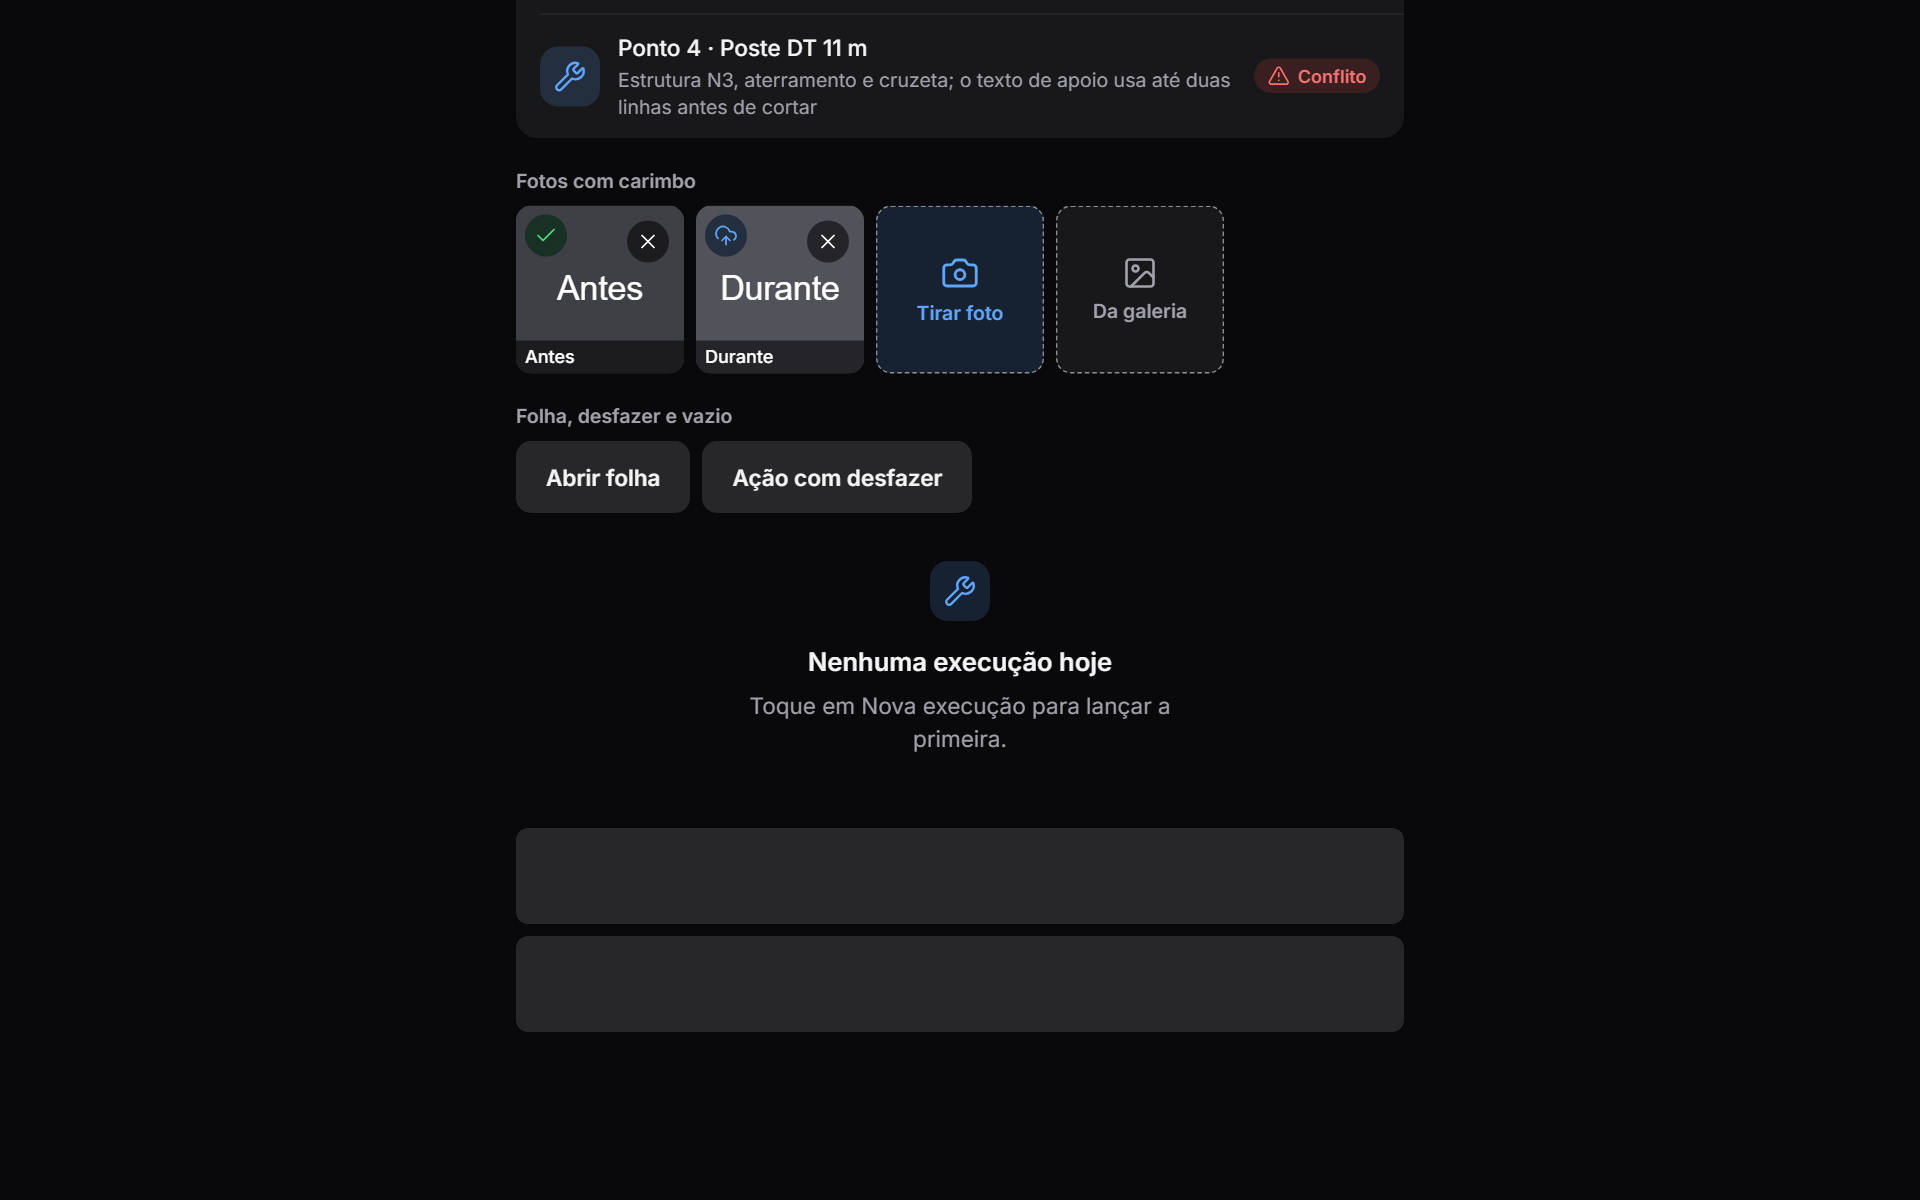 Ponto 4 · Poste DT 11 m
Estrutura N3, aterramento e cruzeta; o texto de apoio usa até duas
linhas antes de cortar
Conflito
Fotos com carimbo
Antes
Durante
Tirar foto
Da galeria
Antes
Durante
Folha, desfazer e vazio
Abrir folha
Ação com desfazer
Nenhuma execução hoje
Toque em Nova execução para lançar a
primeira.